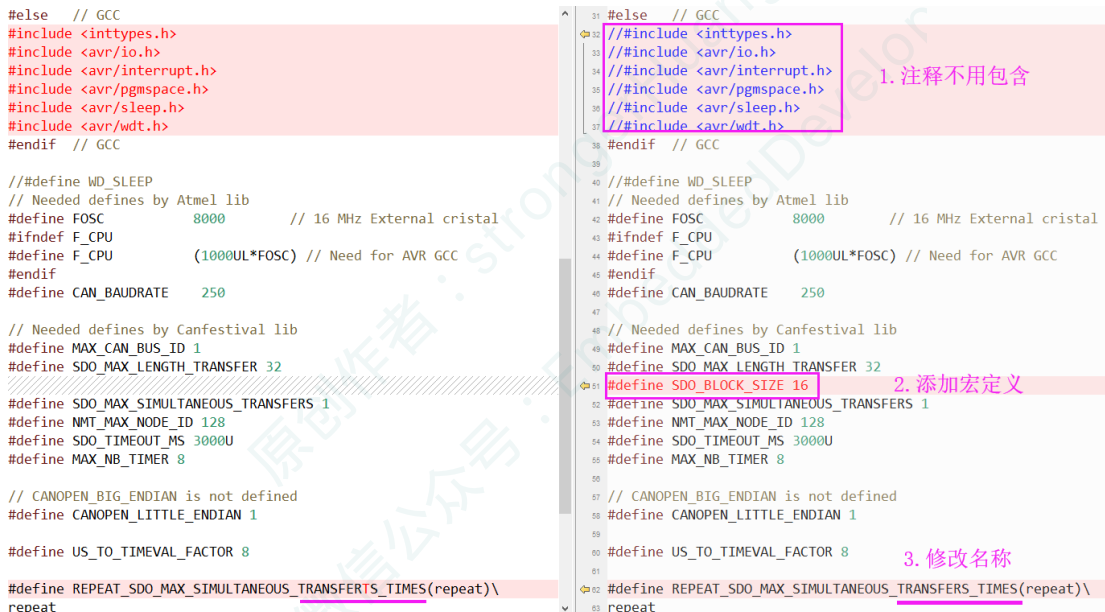 #else // GCC
#include <inttypes.h>
#include <avr/io.h>
#include <avr/interrupt.h>
#include <avr/pgmspace.h>
#include <avr/sleep.h>
#include <avr/wdt.h>
#endif // GCC
//#define WD_SLEEP
// Needed defines by Atmel lib
#define FOSC 8000 // 16 MHz External cristal
#ifndef F_CPU
#define F_CPU (1000UL*FOSC) // Need for AVR GCC
#endif
#define CAN_BAUDRATE 250
// Needed defines by Canfestival lib
#define MAX_CAN_BUS_ID 1
#define SDO_MAX_LENGTH_TRANSFER 32
#define SDO_MAX_SIMULTANEOUS_TRANSFERS 1
#define NMT_MAX_NODE_ID 128
#define SDO_TIMEOUT_MS 3000U
#define MAX_NB_TIMER 8
// CANOPEN_BIG_ENDIAN is not defined
#define CANOPEN_LITTLE_ENDIAN 1
#define US_TO_TIMEVAL_FACTOR 8
#define REPEAT_SDO_MAX_SIMULTANEOUS_TRANSFERTS_TIMES(repeat)\
repeat
31 #else // GCC
32 //#include <inttypes.h>
33 //#include <avr/io.h>
34 //#include <avr/interrupt.h>
1.注释不用包含
35 //#include <avr/pgmspace.h>
36 //#include <avr/sleep.h>
37 //#include <avr/wdt.h>
38 #endif // GCC
39
40 //#define WD_SLEEP
41 // Needed defines by Atmel lib
42 #define FOSC 8000 // 16 MHz External cristal
43 #ifndef F_CPU
44 #define F_CPU (1000UL*FOSC) // Need for AVR GCC
45 #endif
46 #define CAN_BAUDRATE 250
47
48 // Needed defines by Canfestival lib
49 #define MAX_CAN_BUS_ID 1
50 #define SDO_MAX_LENGTH_TRANSFER 32
51 #define SDO_BLOCK_SIZE 16
2.添加宏定义
52 #define SDO_MAX_SIMULTANEOUS_TRANSFERS 1
53 #define NMT_MAX_NODE_ID 128
54 #define SDO_TIMEOUT_MS 3000U
55 #define MAX_NB_TIMER 8
56
57 // CANOPEN_BIG_ENDIAN is not defined
58 #define CANOPEN_LITTLE_ENDIAN 1
59
60 #define US_TO_TIMEVAL_FACTOR 8
3.修改名称
61
62 #define REPEAT_SDO_MAX_SIMULTANEOUS_TRANSFERS_TIMES(repeat)\
63 repeat
原创作者：strong
信公众号：EmbeddedDevelor